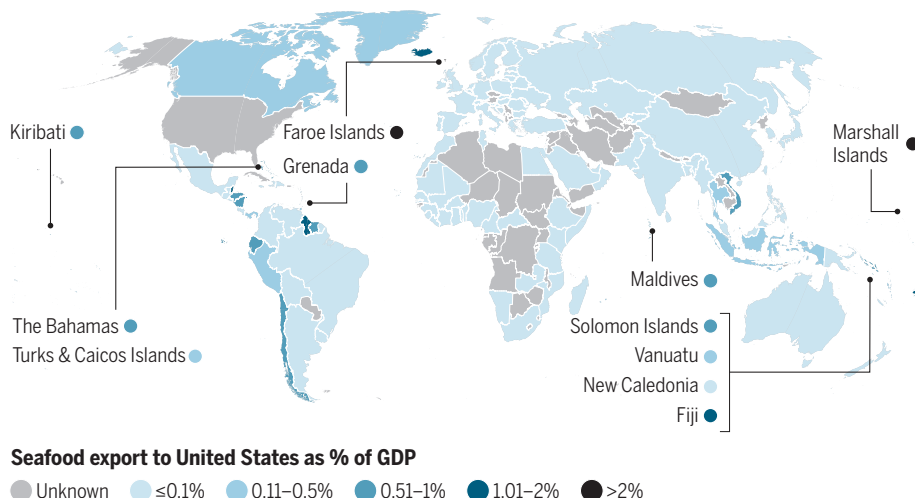 Kiribati
Faroe Islands
Grenada
Marshall
Islands
Maldives
The Bahamas
Turks & Caicos Islands
Solomon Islands
Vanuatu
New Caledonia
Fiji
Seafood export to United States as % of GDP
Unknown ≤0.1% 0.11–0.5% 0.51–1% 1.01–2% >2%